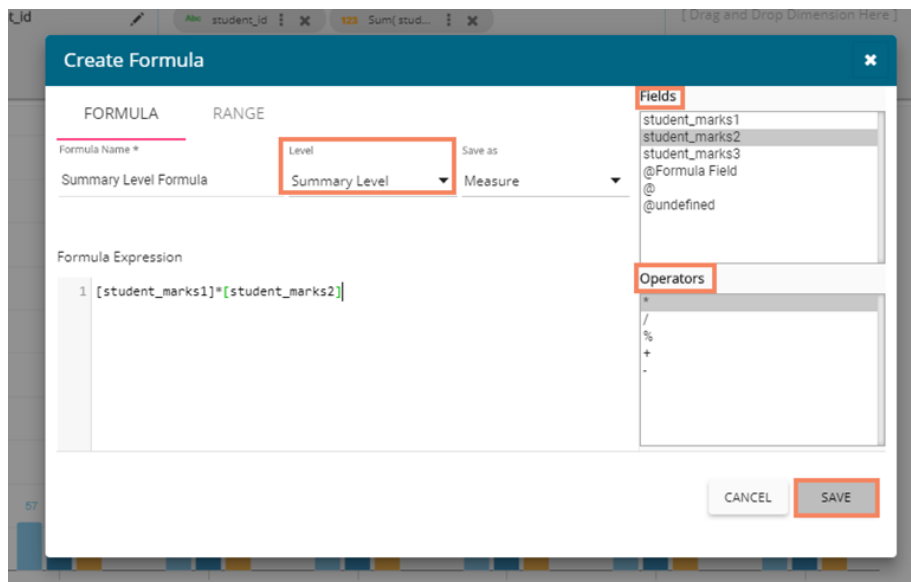 t_id
Abc student_id
123 Sum( stud...
[ Drag and Drop Dimension Here ]
Create Formula
FORMULA
RANGE
Formula Name *
Summary Level Formula
Level
Summary Level
Save as
Measure
Fields
student_marks1
student_marks2
student_marks3
@Formula Field
@
@undefined
Formula Expression
1 [student_marks1]*[student_marks2]
Operators
*
/
%
+
-
57
CANCEL
SAVE